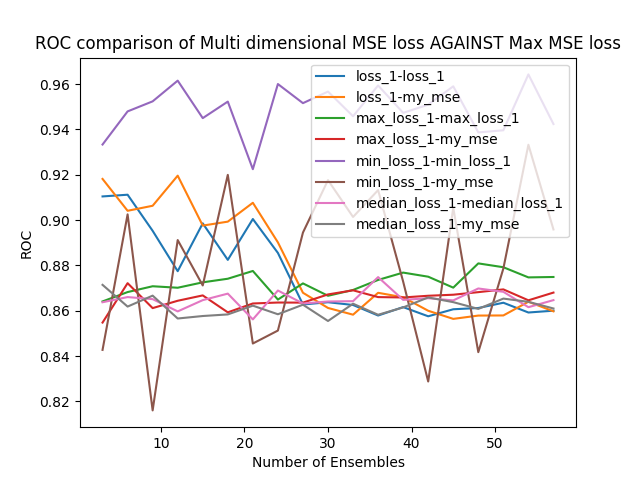 ROC comparison of Multi dimensional MSE loss AGAINST Max MSE loss
ROC
0.96
0.94
0.92
0.90
0.88
0.86
0.84
0.82
loss_1-loss_1
loss_1-my_mse
max_loss_1-max_loss_1
max_loss_1-my_mse
min_loss_1-min_loss_1
min_loss_1-my_mse
median_loss_1-median_loss_1
median_loss_1-my_mse
10 20 30 40 50
Number of Ensembles